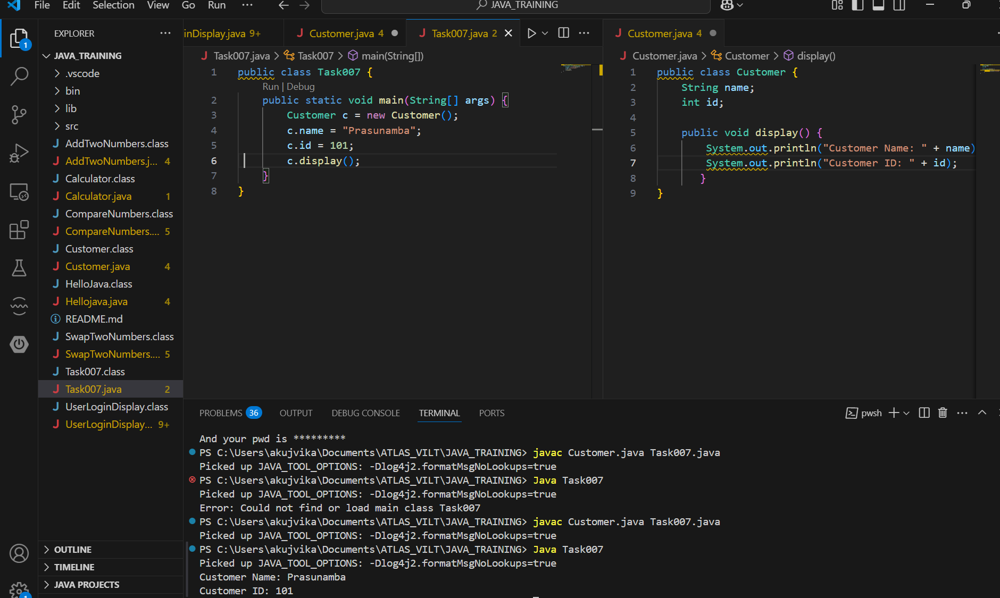 File Edit Selection View Go Run ··· JAVA_TRAINING
EXPLORER ···
JAVA_TRAINING
.vscode
bin
lib
src
AddTwoNumbers.class
AddTwoNumbers.j... 4
Calculator.class
Calculator.java 1
CompareNumbers.class
CompareNumbers.... 5
Customer.class
Customer.java 4
HelloJava.class
Hellojava.java 4
README.md
SwapTwoNumbers.class
SwapTwoNumbers.... 5
Task007.class
Task007.java 2
UserLoginDisplay.class
UserLoginDisplay... 9+
OUTLINE
TIMELINE
JAVA PROJECTS
1
1
inDisplay.java 9+ Customer.java 4 Task007.java 2
Task007.java > Task007 > main(String[])
1 public class Task007 {
Run | Debug
2 public static void main(String[] args) {
3 Customer c = new Customer();
4 c.name = "Prasunamba";
5 c.id = 101;
6 c.display();
7 }
8 }
Customer.java 4
Customer.java > Customer > display()
1 public class Customer {
2 String name;
3 int id;
4
5 public void display() {
6 System.out.println("Customer Name: " + name)
7 System.out.println("Customer ID: " + id);
8 }
9 }
PROBLEMS 36 OUTPUT DEBUG CONSOLE TERMINAL PORTS pwsh
And your pwd is *********
PS C:\Users\akujvika\Documents\ATLAS_VILT\JAVA_TRAINING> javac Customer.java Task007.java
Picked up JAVA_TOOL_OPTIONS: -Dlog4j2.formatMsgNoLookups=true
PS C:\Users\akujvika\Documents\ATLAS_VILT\JAVA_TRAINING> Java Task007
Picked up JAVA_TOOL_OPTIONS: -Dlog4j2.formatMsgNoLookups=true
Error: Could not find or load main class Task007
PS C:\Users\akujvika\Documents\ATLAS_VILT\JAVA_TRAINING> javac Customer.java Task007.java
Picked up JAVA_TOOL_OPTIONS: -Dlog4j2.formatMsgNoLookups=true
PS C:\Users\akujvika\Documents\ATLAS_VILT\JAVA_TRAINING> Java Task007
Picked up JAVA_TOOL_OPTIONS: -Dlog4j2.formatMsgNoLookups=true
Customer Name: Prasunamba
Customer ID: 101